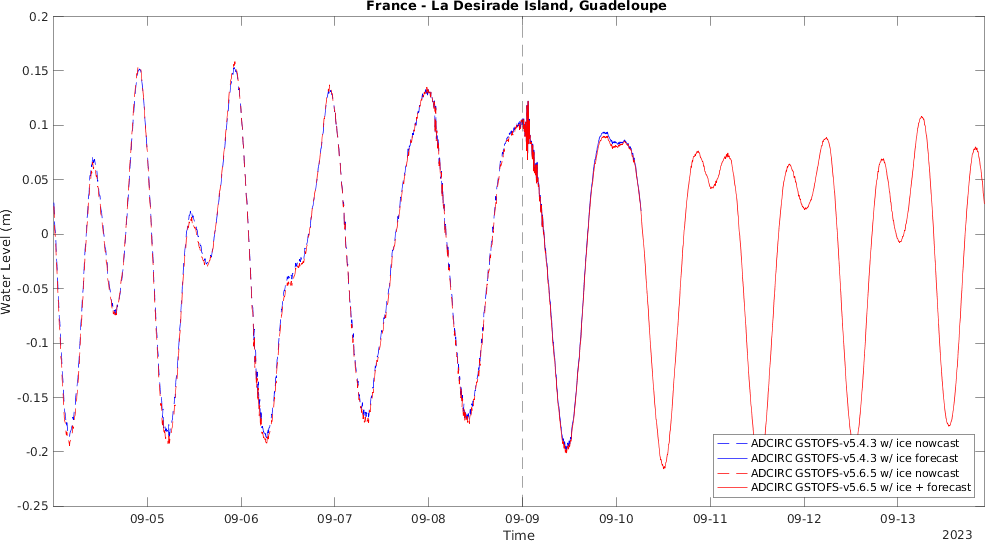 France - La Desirade Island, Guadeloupe
0.2
0.15
0.1
0.05
0
-0.05
-0.1
-0.15
-0.2
-0.25
Water Level (m)
ADCIRC GSTOFS-v5.4.3 w/ ice nowcast
ADCIRC GSTOFS-v5.4.3 w/ ice forecast
ADCIRC GSTOFS-v5.6.5 w/ ice nowcast
ADCIRC GSTOFS-v5.6.5 w/ ice + forecast
09-05 09-06 09-07 09-08 09-09 09-10 09-11 09-12 09-13
Time
2023